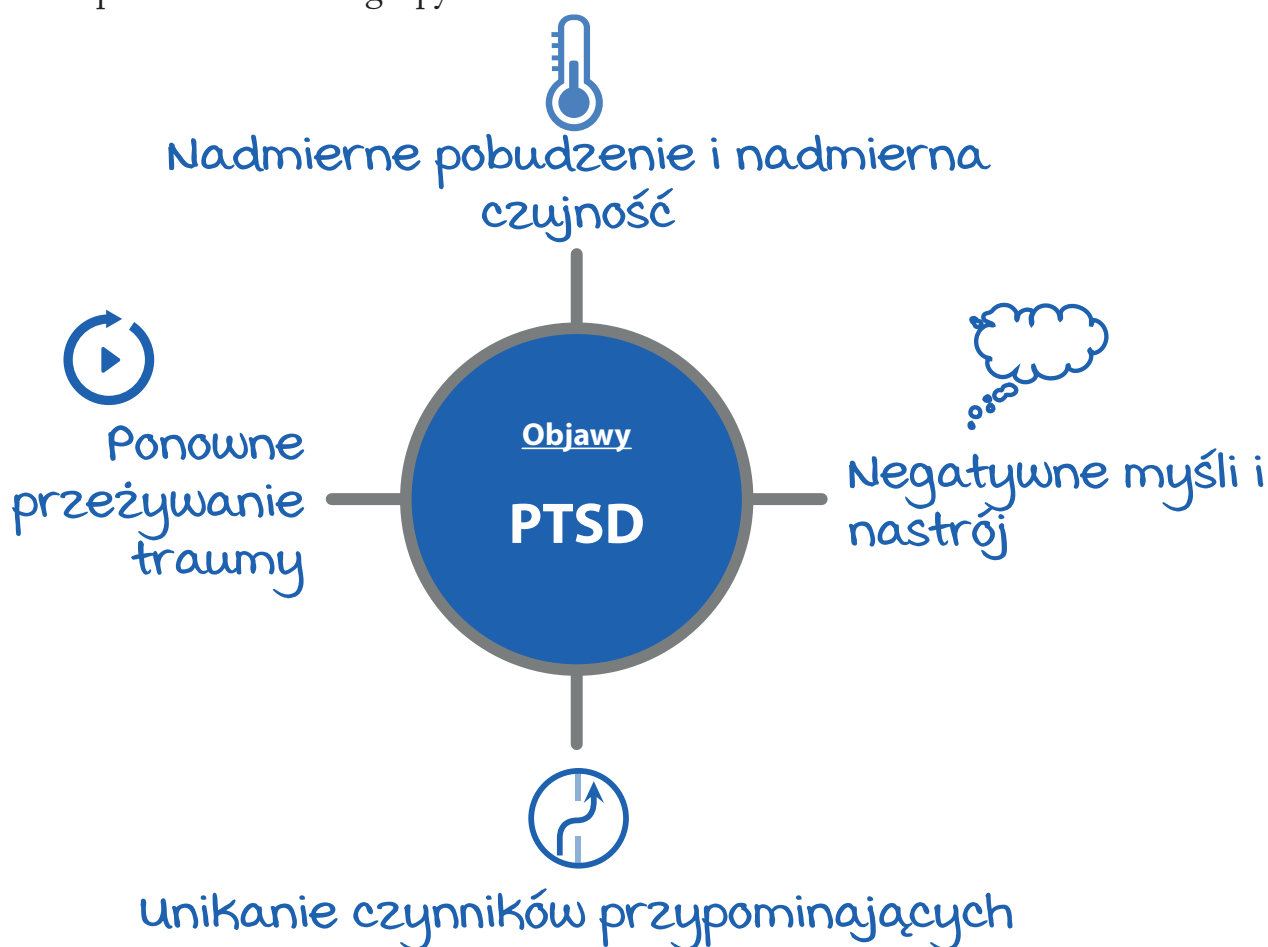 Nadmierne pobudzenie i nadmierna
czujność
Ponowne
przeżywanie
traumy
Objawy
PTSD
Negatywne myśli i
nastrój
Unikanie czynników przypominających